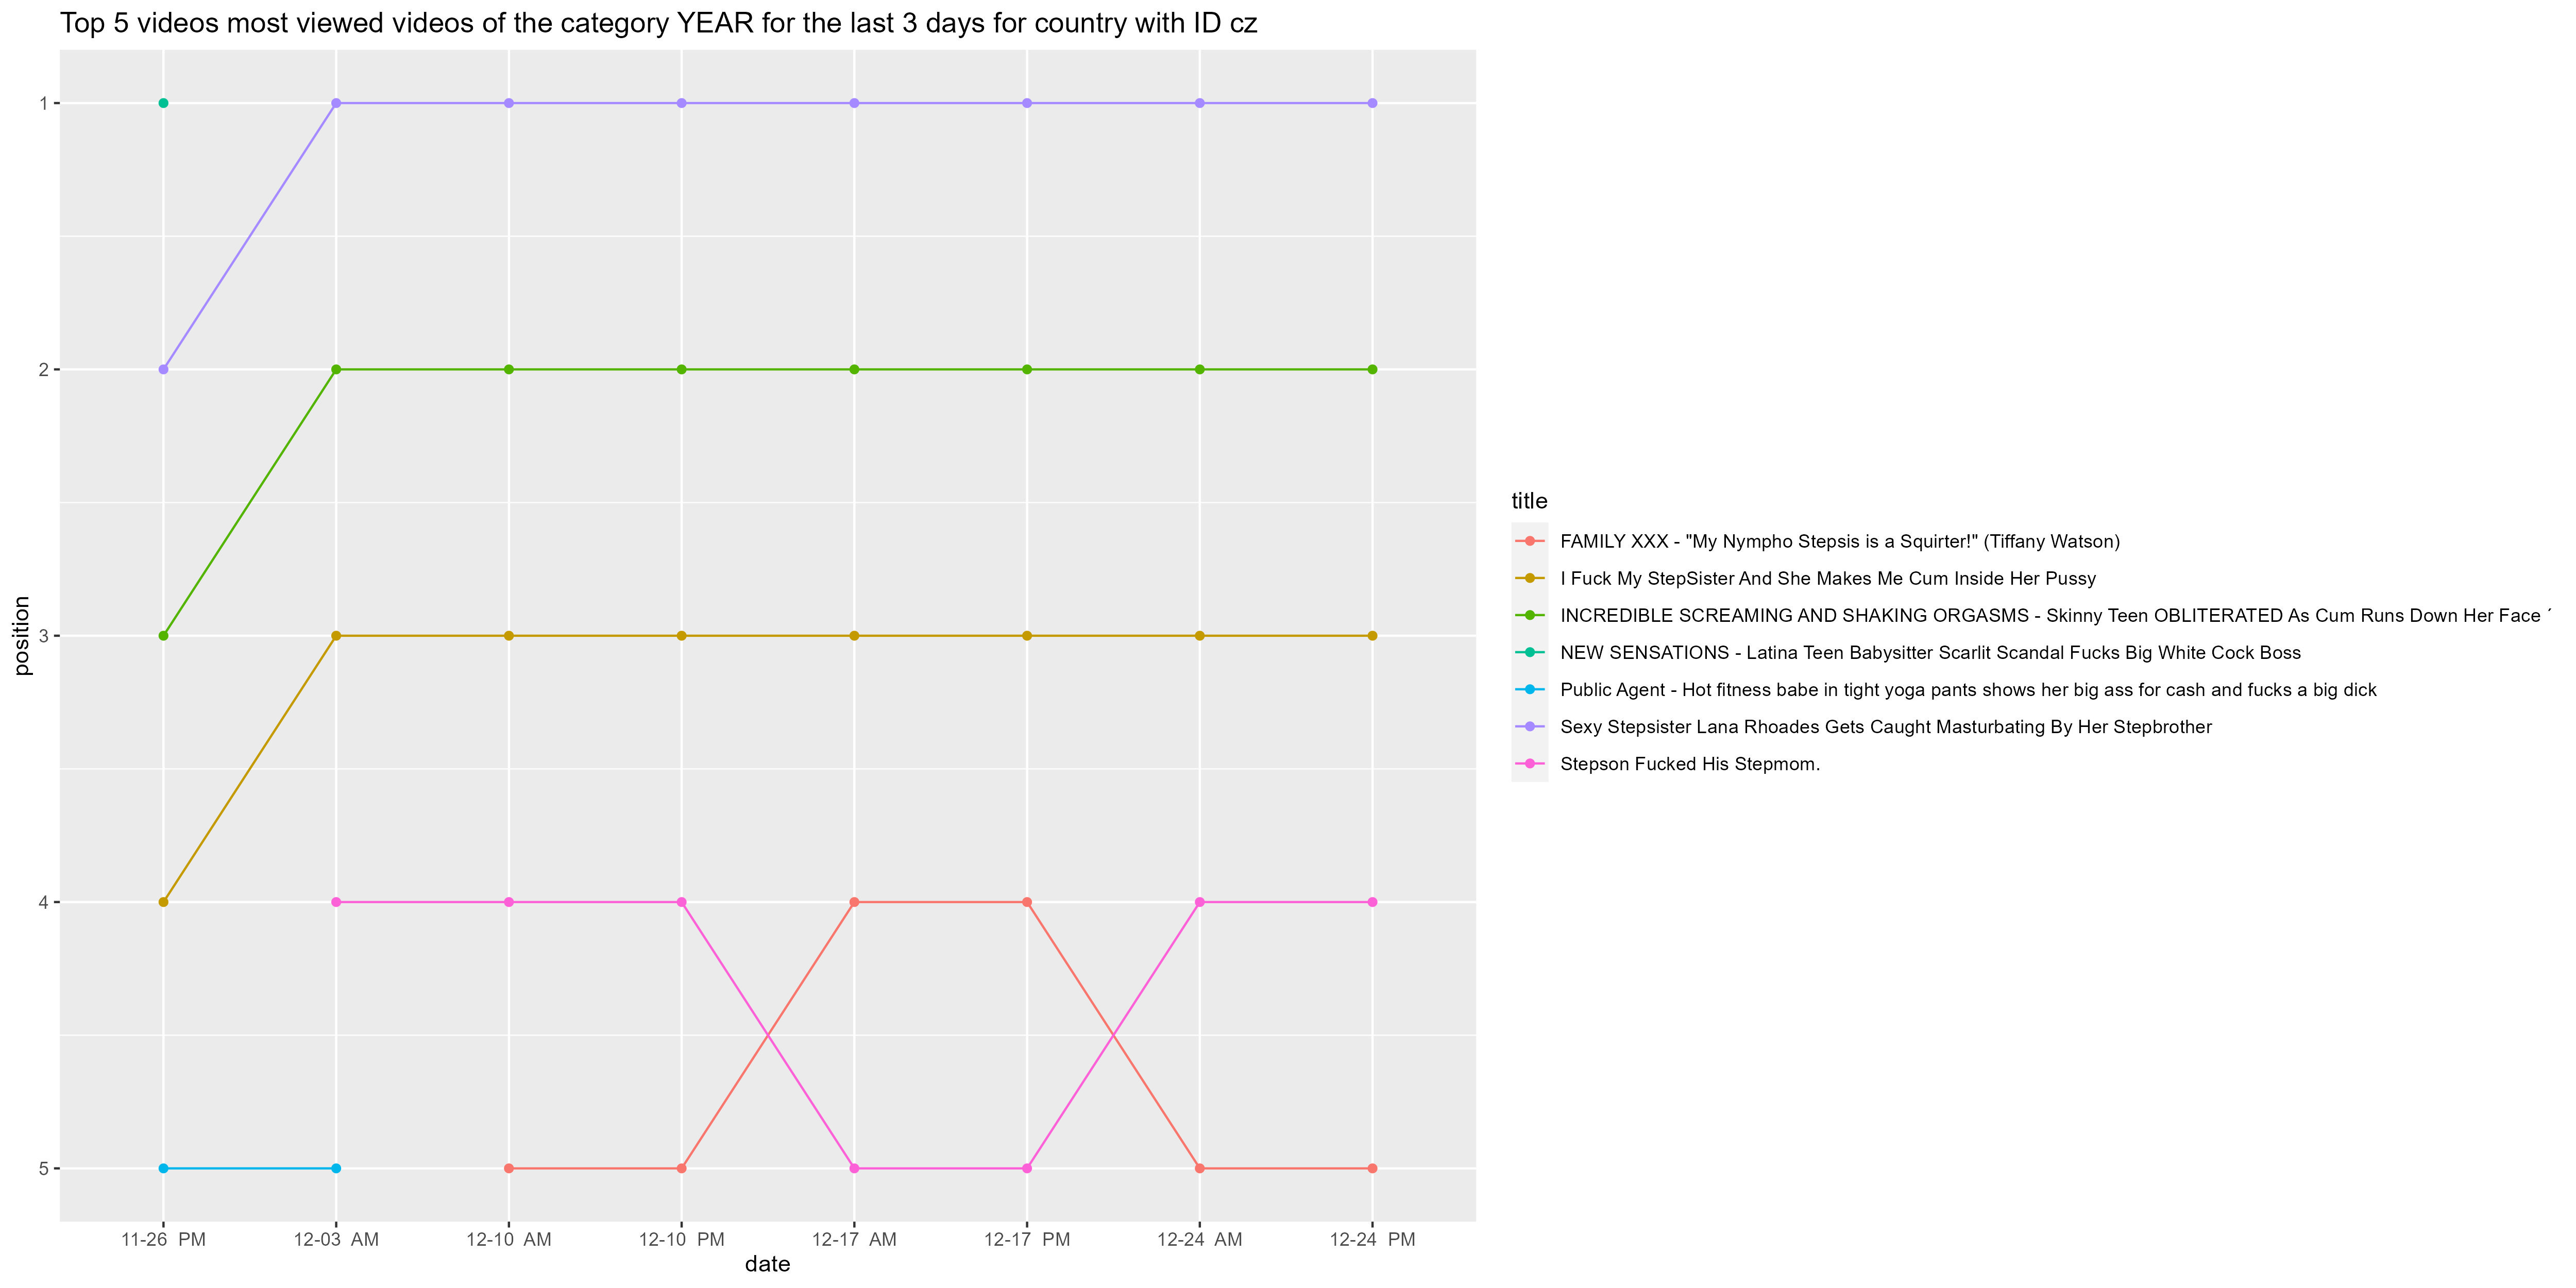 Top 5 videos most viewed videos of the category YEAR for the last 3 days for country with ID cz
1
2
3
4
5
position
11-26 PM
12-03 AM
12-10 AM
12-10 PM
12-17 AM
12-17 PM
12-24 AM
12-24 PM
date
title
FAMILY XXX - "My Nympho Stepsis is a Squirter!" (Tiffany Watson)
I Fuck My StepSister And She Makes Me Cum Inside Her Pussy
INCREDIBLE SCREAMING AND SHAKING ORGASMS - Skinny Teen OBLITERATED As Cum Runs Down Her Face
NEW SENSATIONS - Latina Teen Babysitter Scarlit Scandal Fucks Big White Cock Boss
Public Agent - Hot fitness babe in tight yoga pants shows her big ass for cash and fucks a big dick
Sexy Stepsister Lana Rhoades Gets Caught Masturbating By Her Stepbrother
Stepson Fucked His Stepmom.